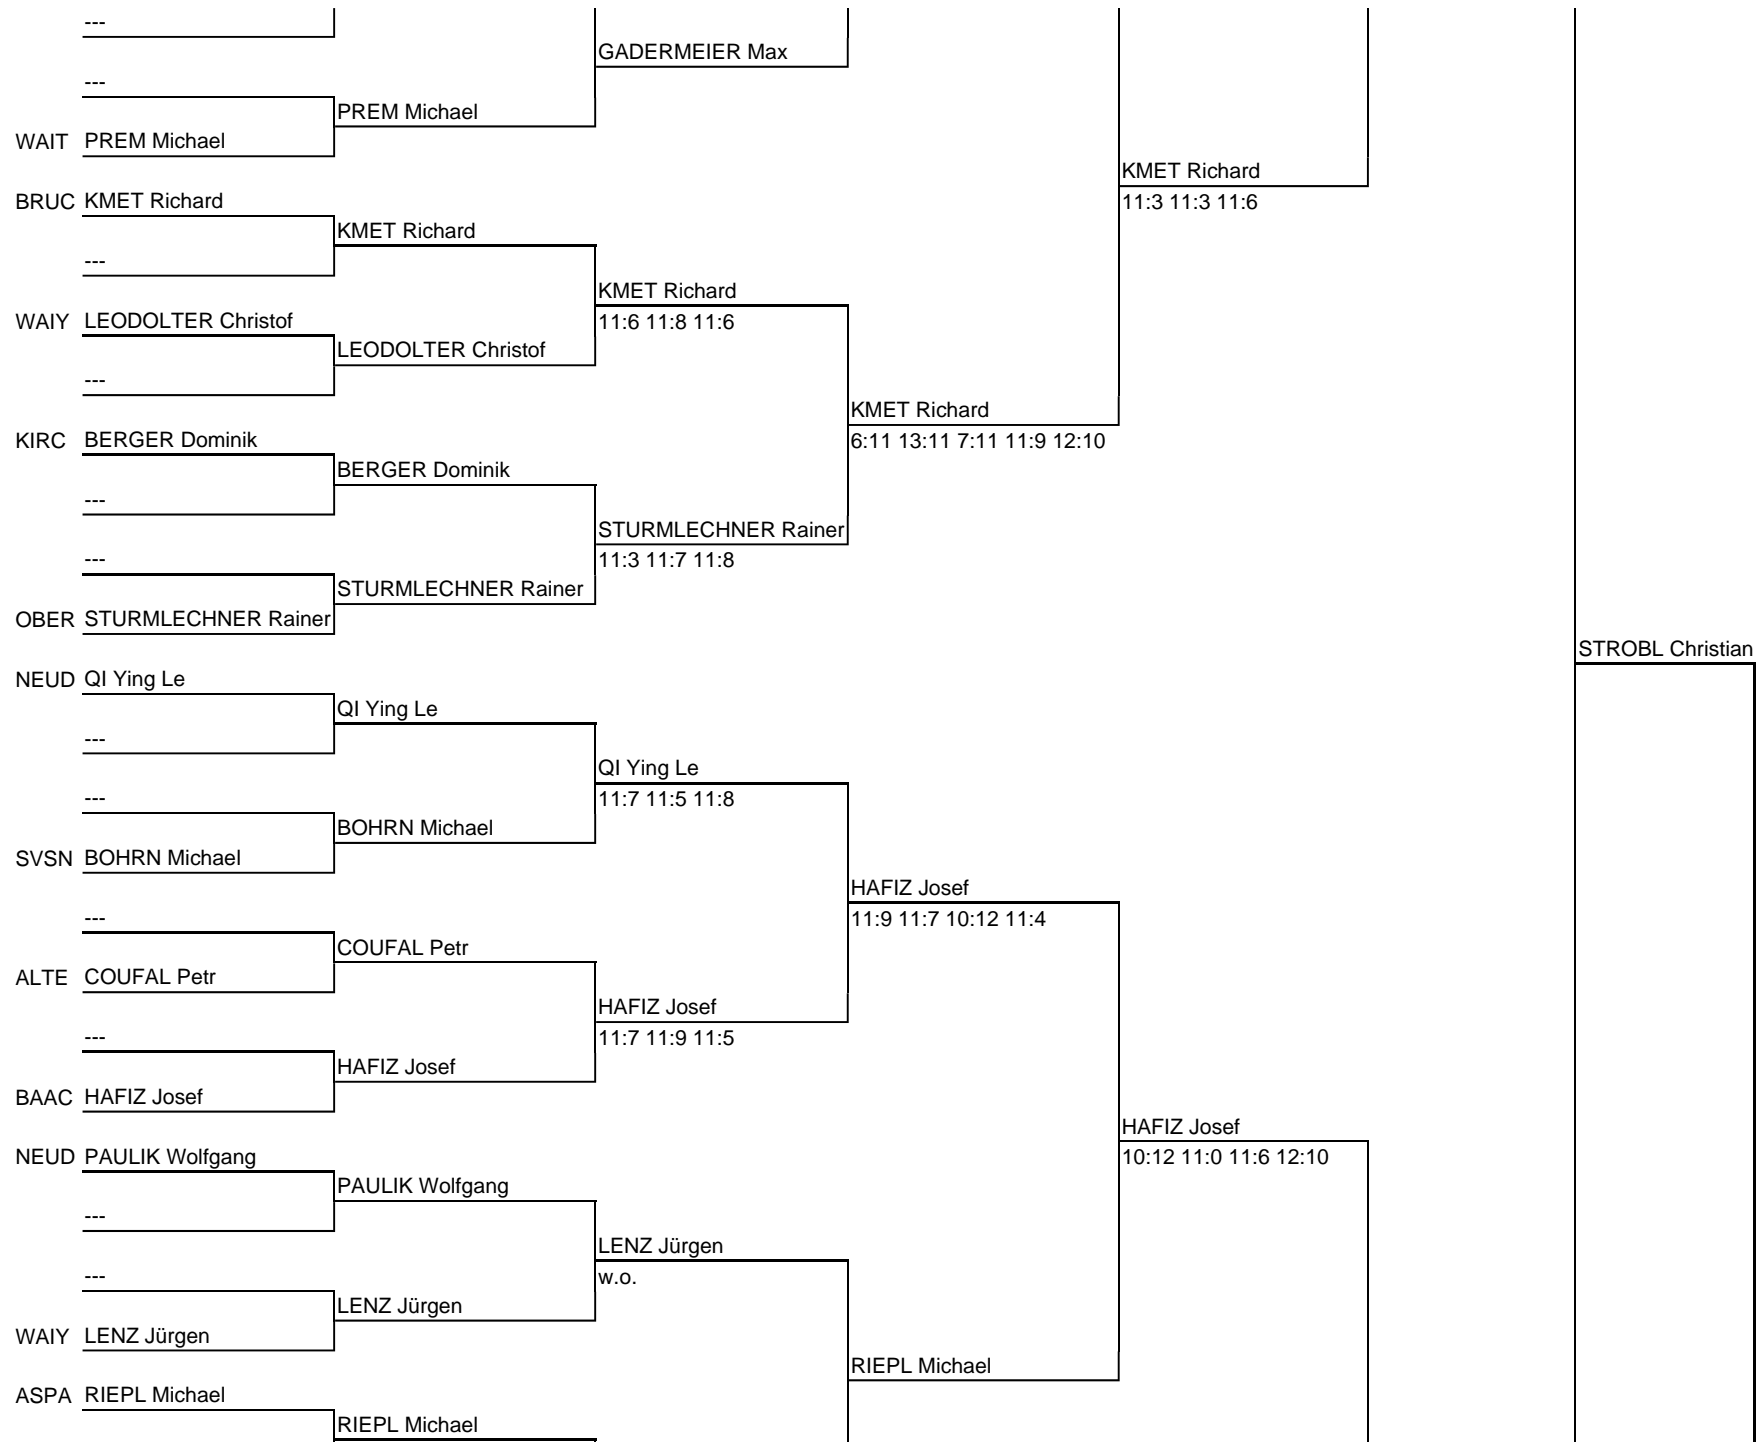 ---
GADERMEIER Max
---
PREM Michael
WAIT PREM Michael
KMET Richard
BRUC KMET Richard
11:3 11:3 11:6
KMET Richard
---
KMET Richard
WAIY LEODOLTER Christof
11:6 11:8 11:6
LEODOLTER Christof
---
KMET Richard
KIRC BERGER Dominik
6:11 13:11 7:11 11:9 12:10
BERGER Dominik
---
STURMLECHNER Rainer
---
11:3 11:7 11:8
STURMLECHNER Rainer
OBER STURMLECHNER Rainer
STROBL Christian
NEUD QI Ying Le
QI Ying Le
---
QI Ying Le
---
11:7 11:5 11:8
BOHRN Michael
SVSN BOHRN Michael
HAFIZ Josef
---
11:9 11:7 10:12 11:4
COUFAL Petr
ALTE COUFAL Petr
HAFIZ Josef
---
11:7 11:9 11:5
HAFIZ Josef
BAAC HAFIZ Josef
HAFIZ Josef
NEUD PAULIK Wolfgang
10:12 11:0 11:6 12:10
PAULIK Wolfgang
---
LENZ Jürgen
---
w.o.
LENZ Jürgen
WAIY LENZ Jürgen
RIEPL Michael
ASPA RIEPL Michael
RIEPL Michael